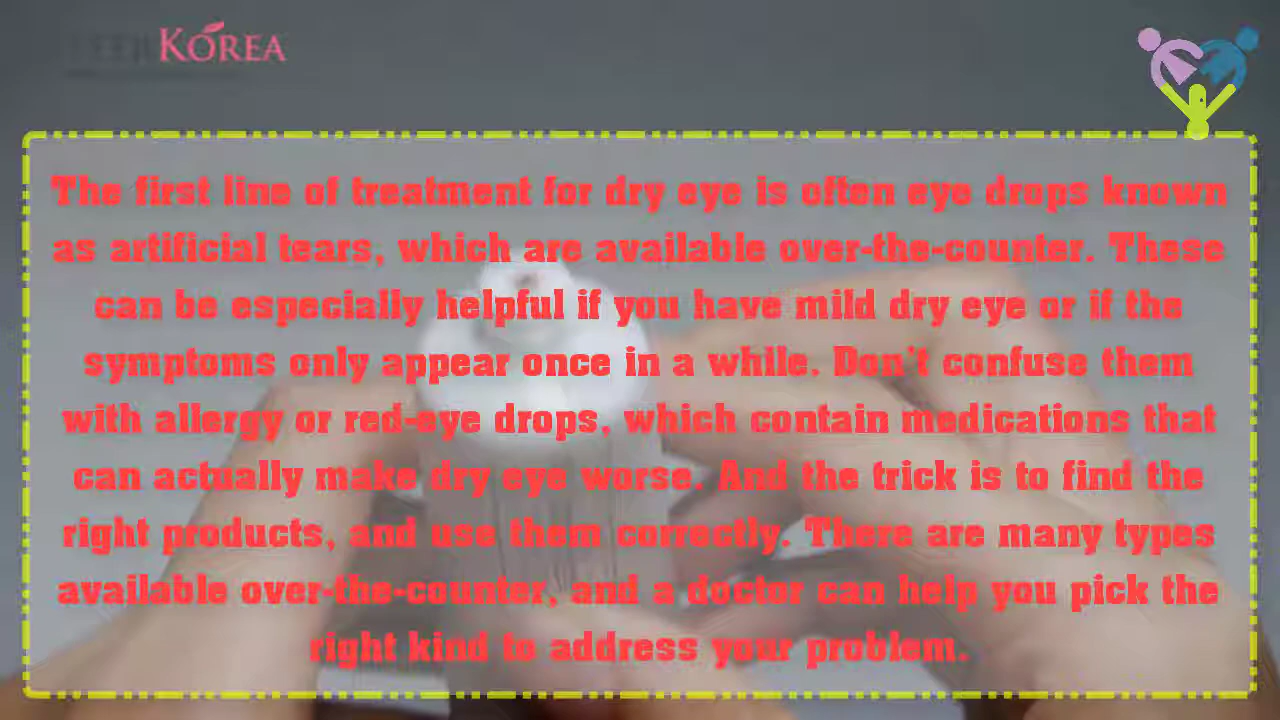 KOREA
The first line of treatment for dry eye is often eye drops known
as artificial tears, which are available over-the-counter. These
can be especially helpful if you have mild dry eye or if the
symptoms only appear once in a while. Don't confuse them
with allergy or red-eye drops, which contain medications that
can actually make dry eye worse. And the trick is to find the
right products, and use them correctly. There are many types
available over-the-counter, and a doctor can help you pick the
right kind to address your problem.